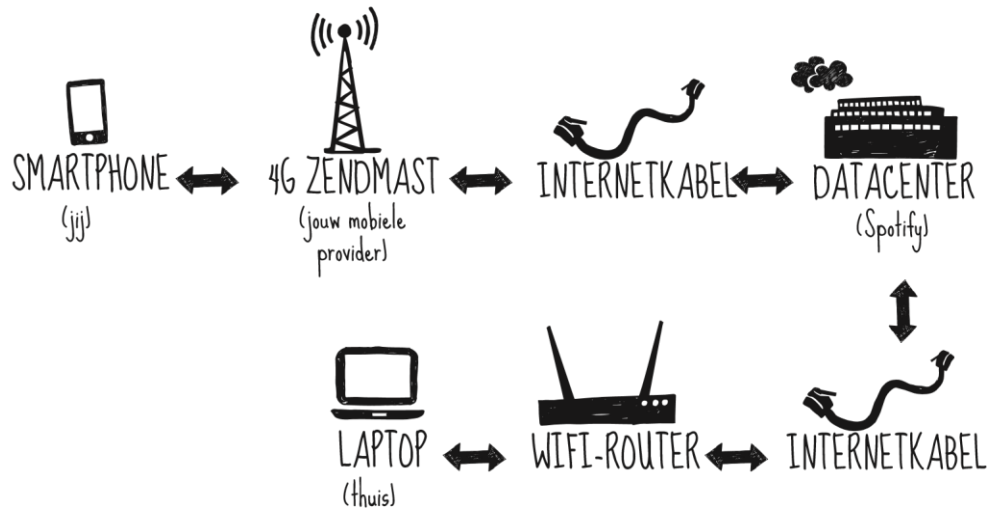 SMARTPHONE
(jij)
4G ZENDMAST
(jouw mobiele
provider)
INTERNETKABEL
DATACENTER
(Spotify)
LAPTOP
(thuis)
WIFI-ROUTER
INTERNETKABEL